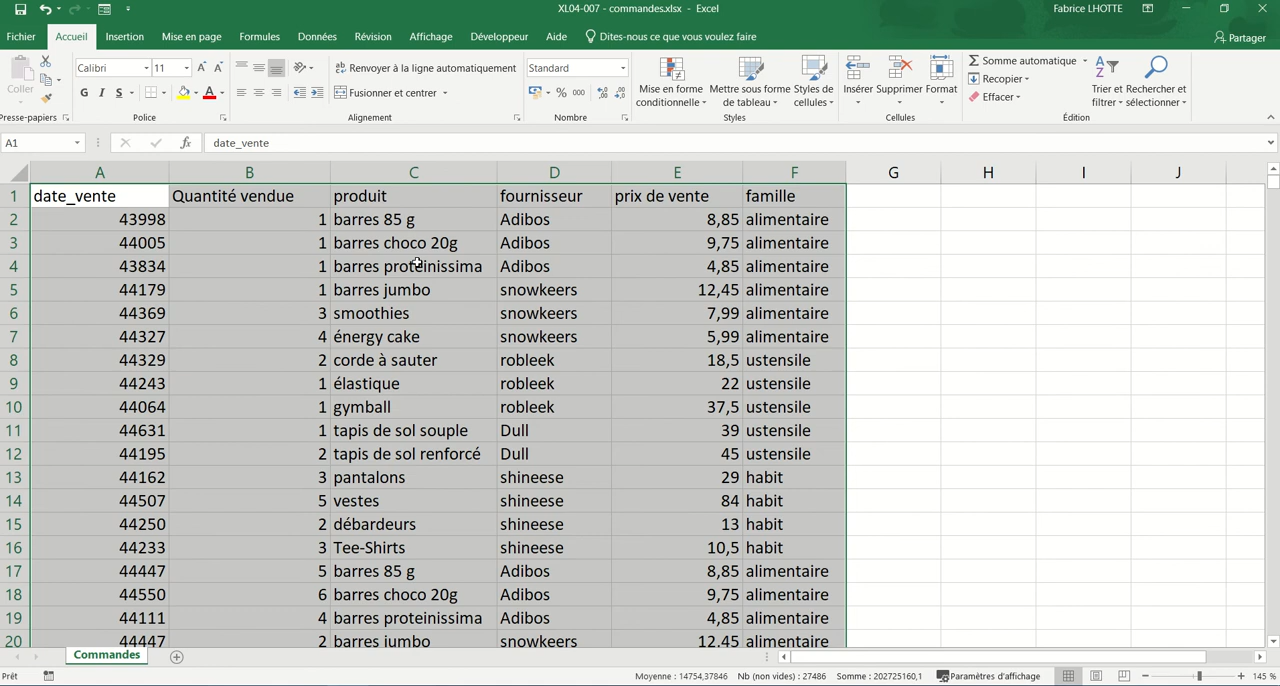 XL04-007 - commandes.xlsx - Excel
Fabrice LHOTTE
Fichier Accueil Insertion Mise en page Formules Données Révision Affichage Aide Développeur Dites-nous ce que vous voulez faire
Partager
Coller
Calibri 11
Renvoyer à la ligne automatiquement
Standard
Mise en forme conditionnelle
Mettre sous forme de tableau
Styles de cellules
Insérer Supprimer Format
Somme automatique
Recopier
Effacer
Trier et filtrer
Rechercher et sélectionner
G I S
Fusionner et centrer
% 000
Presse-papiers Police Alignement Nombre Styles Cellules Édition
A1 fx date_vente
A B C D E F G H I J
1 date_vente Quantité vendue produit fournisseur prix de vente famille
2 43998 1 barres 85 g Adibos 8,85 alimentaire
3 44005 1 barres choco 20g Adibos 9,75 alimentaire
4 43834 1 barres proteinissima Adibos 4,85 alimentaire
5 44179 1 barres jumbo snowkeers 12,45 alimentaire
6 44369 3 smoothies snowkeers 7,99 alimentaire
7 44327 4 énergy cake snowkeers 5,99 alimentaire
8 44329 2 corde à sauter robleek 18,5 ustensile
9 44243 1 élastique robleek 22 ustensile
10 44064 1 gymball robleek 37,5 ustensile
11 44631 1 tapis de sol souple Dull 39 ustensile
12 44195 2 tapis de sol renforcé Dull 45 ustensile
13 44162 3 pantalons shineese 29 habit
14 44507 5 vestes shineese 84 habit
15 44250 2 débardeurs shineese 13 habit
16 44233 3 Tee-Shirts shineese 10,5 habit
17 44447 5 barres 85 g Adibos 8,85 alimentaire
18 44550 6 barres choco 20g Adibos 9,75 alimentaire
19 44111 4 barres proteinissima Adibos 4,85 alimentaire
20 44447 2 barres jumbo snowkeers 12,45 alimentaire
Commandes
Prêt
Moyenne : 14754,37846 Nb (non vides) : 27486 Somme : 202725160,1 Paramètres d'affichage 145 %